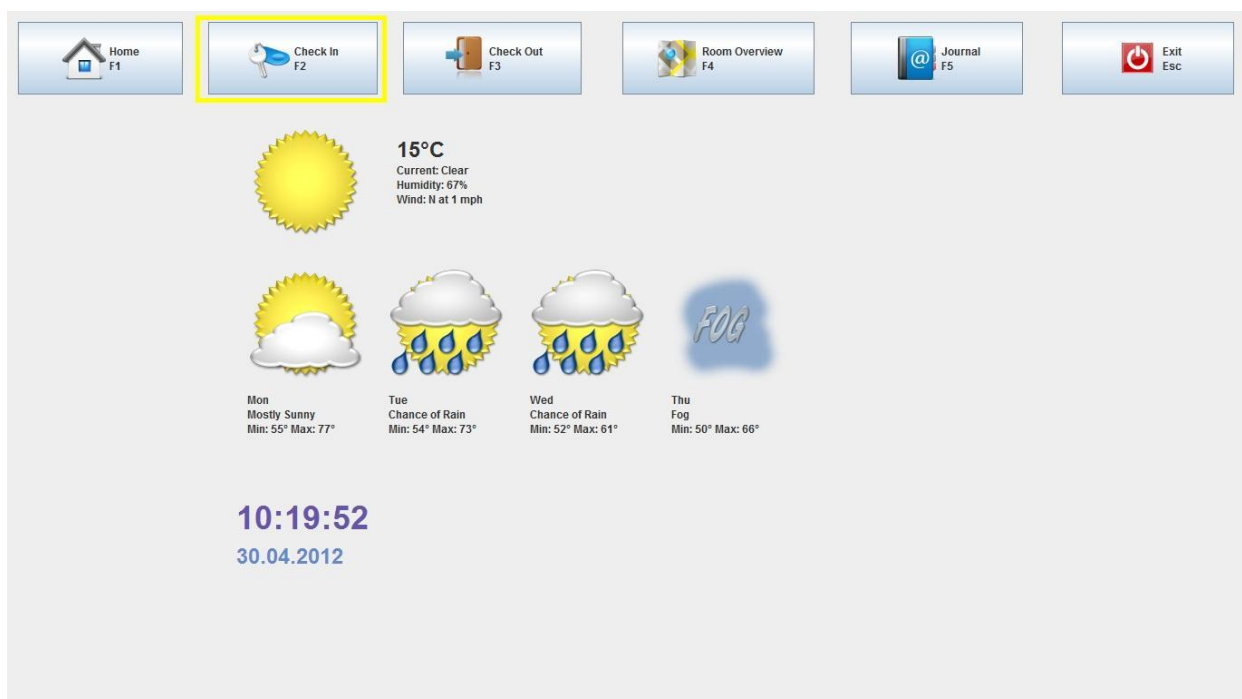 Home
F1
Check In
F2
Check Out
F3
Room Overview
F4
@
Journal
F5
Exit
Esc
15°C
Current: Clear
Humidity: 67%
Wind: N at 1 mph
FOG
Mon
Mostly Sunny
Min: 55° Max: 77°
Tue
Chance of Rain
Min: 54° Max: 73°
Wed
Chance of Rain
Min: 52° Max: 61°
Thu
Fog
Min: 50° Max: 66°
10:19:52
30.04.2012